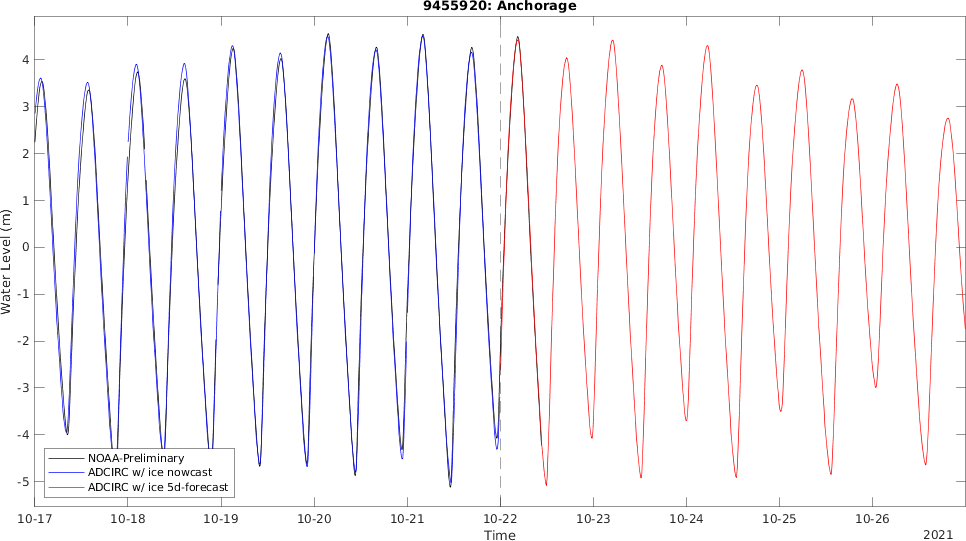 9455920: Anchorage
Water Level (m)
4
3
2
1
0
-1
-2
-3
-4
-5
NOAA-Preliminary
ADCIRC w/ ice nowcast
ADCIRC w/ ice 5d-forecast
10-17 10-18 10-19 10-20 10-21 10-22 10-23 10-24 10-25 10-26
Time
2021